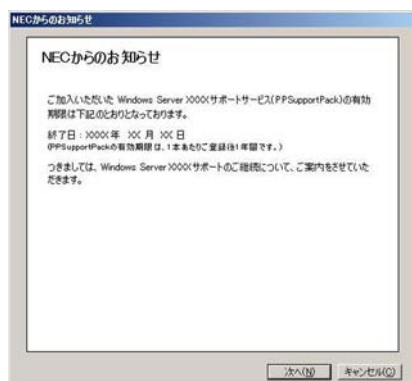 NECからのお知らせ
NECからのお知らせ
ご加入いただいた Windows Server XXXXサポートサービス(PPSupportPack)の有効
期限は下記のとおりとなっております。
終了日：XXXX年 XX 月 XX 日
(PPSupportPackの有効期限は、1本あたりご登録後1年間です。)
つきましては、Windows Server XXXXサポートのご継続について、ご案内をさせていた
だきます。
次へ(N)
キャンセル(C)